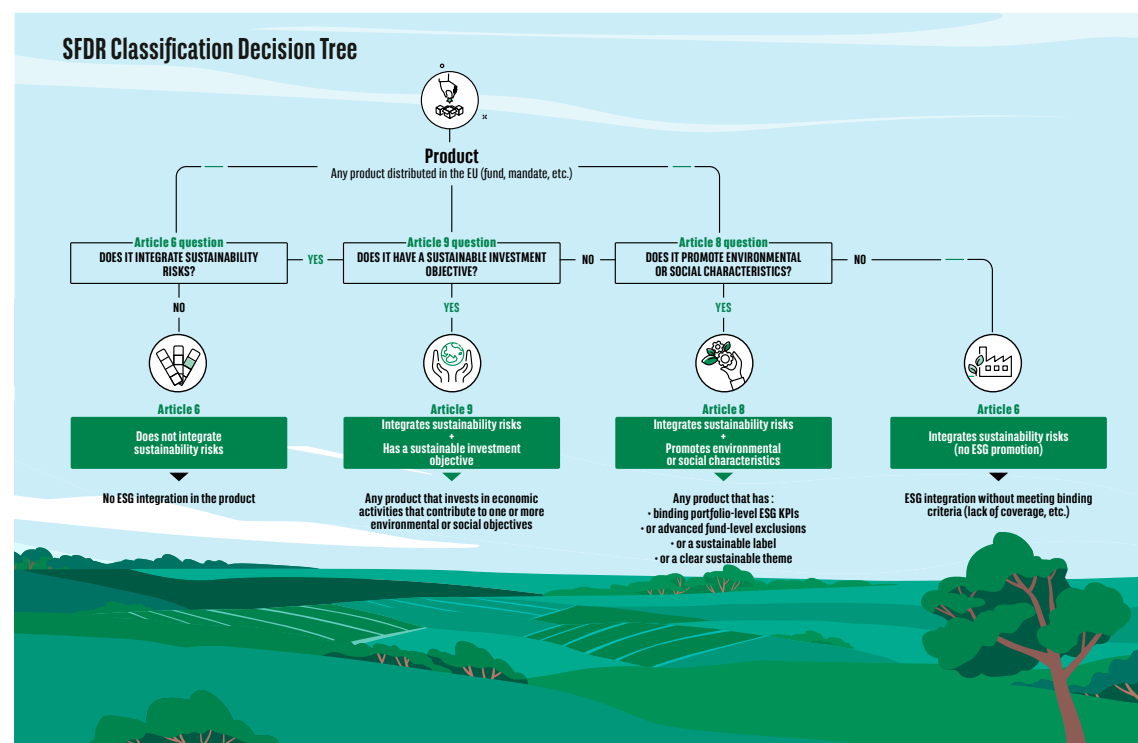 SFDR Classification Decision Tree
Product
Any product distributed in the EU (fund, mandate, etc.)
Article 6 question
DOES IT INTEGRATE SUSTAINABILITY
RISKS?
YES
Article 9 question
DOES IT HAVE A SUSTAINABLE INVESTMENT
OBJECTIVE?
NO
Article 8 question
DOES IT PROMOTE ENVIRONMENTAL
OR SOCIAL CHARACTERISTICS?
NO
NO
YES
YES
Article 6
Does not integrate
sustainability risks
No ESG integration in the product
Article 9
Integrates sustainability risks
+
Has a sustainable investment
objective
Any product that invests in economic
activities that contribute to one or more
environmental or social objectives
Article 8
Integrates sustainability risks
+
Promotes environmental
or social characteristics
Any product that has :
• binding portfolio-level ESG KPIs
• or advanced fund-level exclusions
• or a sustainable label
• or a clear sustainable theme
Article 6
Integrates sustainability risks
(no ESG promotion)
ESG integration without meeting binding
criteria (lack of coverage, etc.)